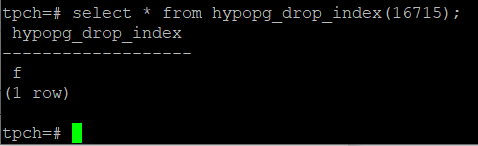 tpch=# select * from hypopg_drop_index(16715);
 hypopg_drop_index
-------------------
 f
(1 row)
tpch=#